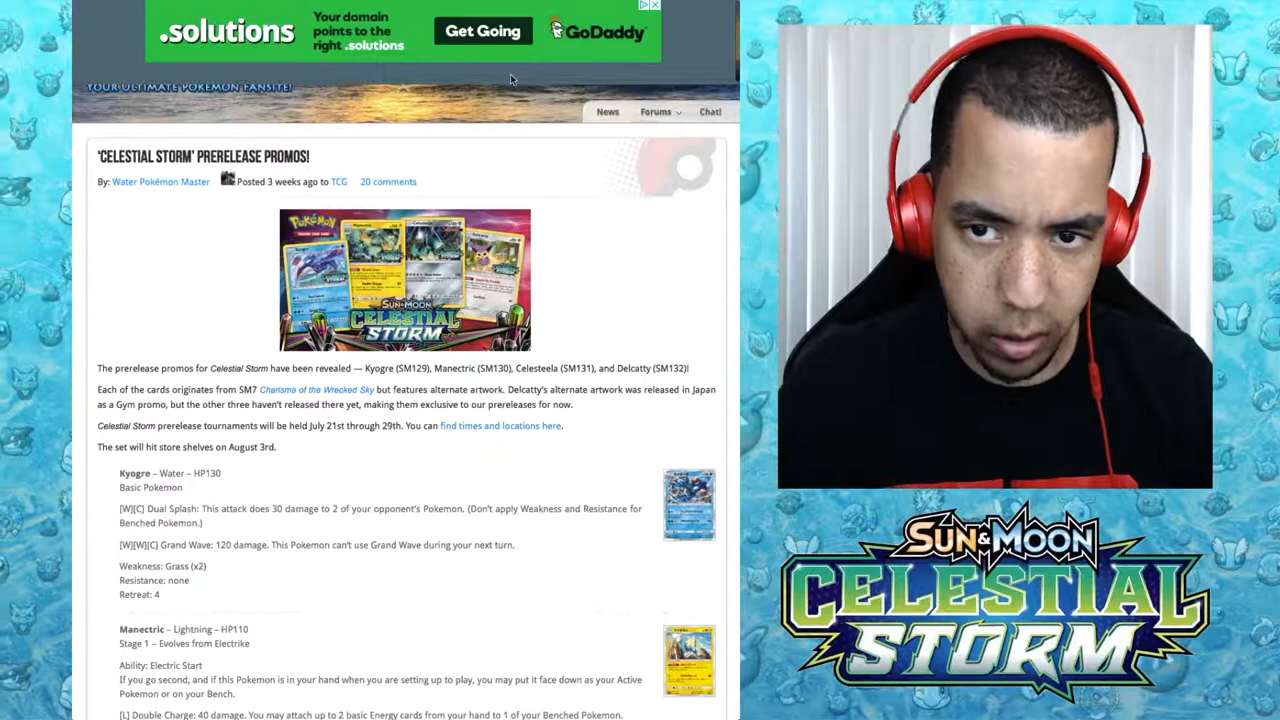 .solutions
Your domain
points to the
right .solutions
Get Going
GoDaddy
YOUR ULTIMATE POKEMON FANSITE!
News Forums Chat!
'CELESTIAL STORM' PRERELEASE PROMOS!
By: Water Pokémon Master Posted 3 weeks ago to TCG 20 comments
Pokémon
SUN & MOON
CELESTIAL
STORM
The prerelease promos for Celestial Storm have been revealed — Kyogre (SM129), Manectric (SM130), Celesteela (SM131), and Delcatty (SM132)!
Each of the cards originates from SM7 Charisma of the Wrecked Sky but features alternate artwork. Delcatty's alternate artwork was released in Japan
as a Gym promo, but the other three haven't released there yet, making them exclusive to our prereleases for now.
Celestial Storm prerelease tournaments will be held July 21st through 29th. You can find times and locations here.
The set will hit store shelves on August 3rd.
Kyogre – Water – HP130
Basic Pokemon
[W][C] Dual Splash: This attack does 30 damage to 2 of your opponent's Pokemon. (Don't apply Weakness and Resistance for
Benched Pokemon.)
[W][W][C] Grand Wave: 120 damage. This Pokemon can't use Grand Wave during your next turn.
Weakness: Grass (x2)
Resistance: none
Retreat: 4
Manectric – Lightning – HP110
Stage 1 – Evolves from Electrike
Ability: Electric Start
If you go second, and if this Pokemon is in your hand when you are setting up to play, you may put it face down as your Active
Pokemon or on your Bench.
[L] Double Charge: 40 damage. You may attach up to 2 basic Energy cards from your hand to 1 of your Benched Pokemon.
SUN & MOON
CELESTIAL
STORM